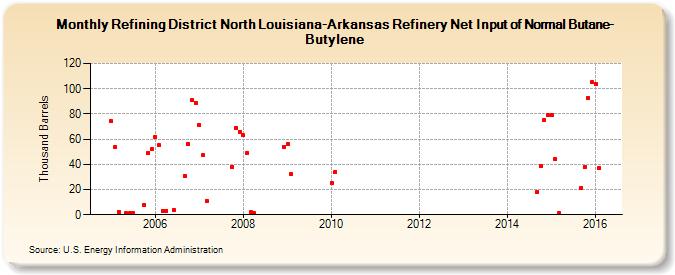 Monthly Refining District North Louisiana-Arkansas Refinery Net Input of Normal Butane-
Butylene
Thousand Barrels
120
100
80
60
40
20
0
2006 2008 2010 2012 2014 2016
Source: U.S. Energy Information Administration